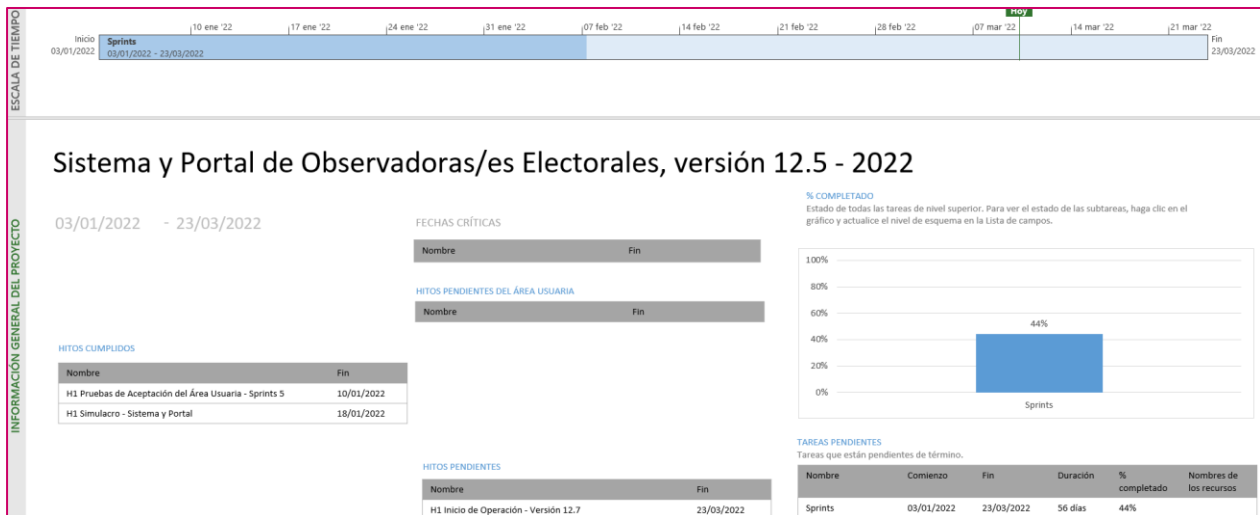 ESCALA DE TIEMPO
Hoy
10 ene '22 17 ene '22 24 ene '22 31 ene '22 07 feb '22 14 feb '22 21 feb '22 28 feb '22 07 mar '22 14 mar '22 21 mar '22
Inicio
03/01/2022
Sprints
03/01/2022 - 23/03/2022
Fin
23/03/2022
INFORMACIÓN GENERAL DEL PROYECTO
Sistema y Portal de Observadoras/es Electorales, versión 12.5 - 2022
03/01/2022 - 23/03/2022
HITOS CUMPLIDOS
Nombre Fin
H1 Pruebas de Aceptación del Área Usuaria - Sprints 5 10/01/2022
H1 Simulacro - Sistema y Portal 18/01/2022
FECHAS CRÍTICAS
Nombre Fin
HITOS PENDIENTES DEL ÁREA USUARIA
Nombre Fin
HITOS PENDIENTES
Nombre Fin
H1 Inicio de Operación - Versión 12.7 23/03/2022
% COMPLETADO
Estado de todas las tareas de nivel superior. Para ver el estado de las subtareas, haga clic en el
gráfico y actualice el nivel de esquema en la Lista de campos.
100%
80%
60%
40%
20%
0%
44%
Sprints
TAREAS PENDIENTES
Tareas que están pendientes de término.
Nombre Comienzo Fin Duración % completado Nombres de los recursos
Sprints 03/01/2022 23/03/2022 56 días 44%